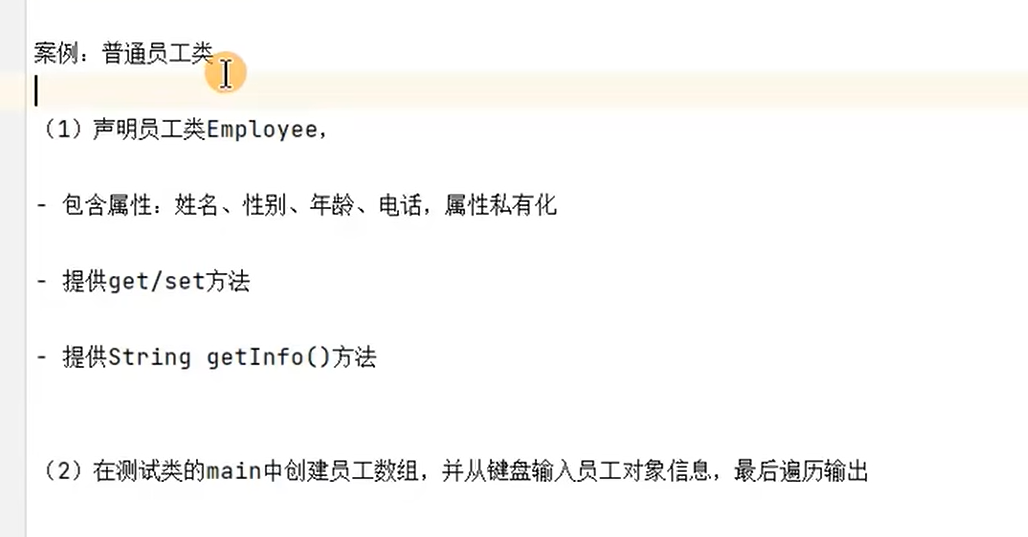 案例：普通员工类
（1）声明员工类Employee，
- 包含属性：姓名、性别、年龄、电话，属性私有化
- 提供get/set方法
- 提供String getInfo()方法
（2）在测试类的main中创建员工数组，并从键盘输入员工对象信息，最后遍历输出